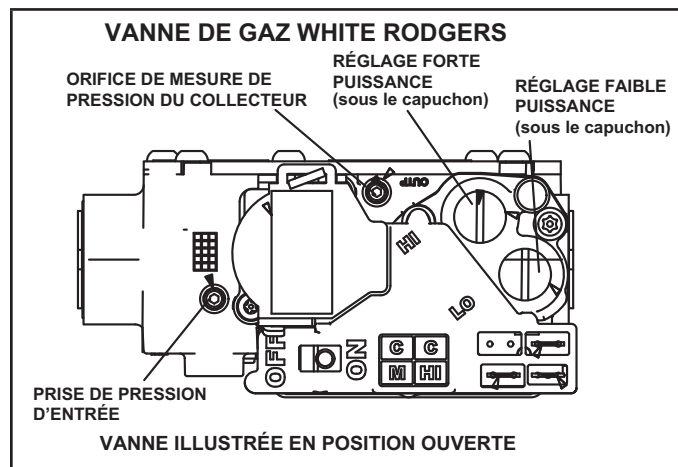 VANNE DE GAZ WHITE RODGERS
ORIFICE DE MESURE DE
PRESSION DU COLLECTEUR
RÉGLAGE FORTE
PUISSANCE
(sous le capuchon)
RÉGLAGE FAIBLE
PUISSANCE
(sous le capuchon)
OUTP
HI
LO
OFF
ON
C C
M HI
PRISE DE PRESSION
D’ENTRÉE
VANNE ILLUSTRÉE EN POSITION OUVERTE